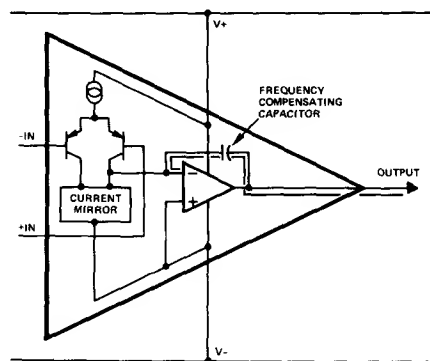 V+
FREQUENCY
COMPENSATING
CAPACITOR
-IN
-
OUTPUT
CURRENT
MIRROR
+
+IN
V-